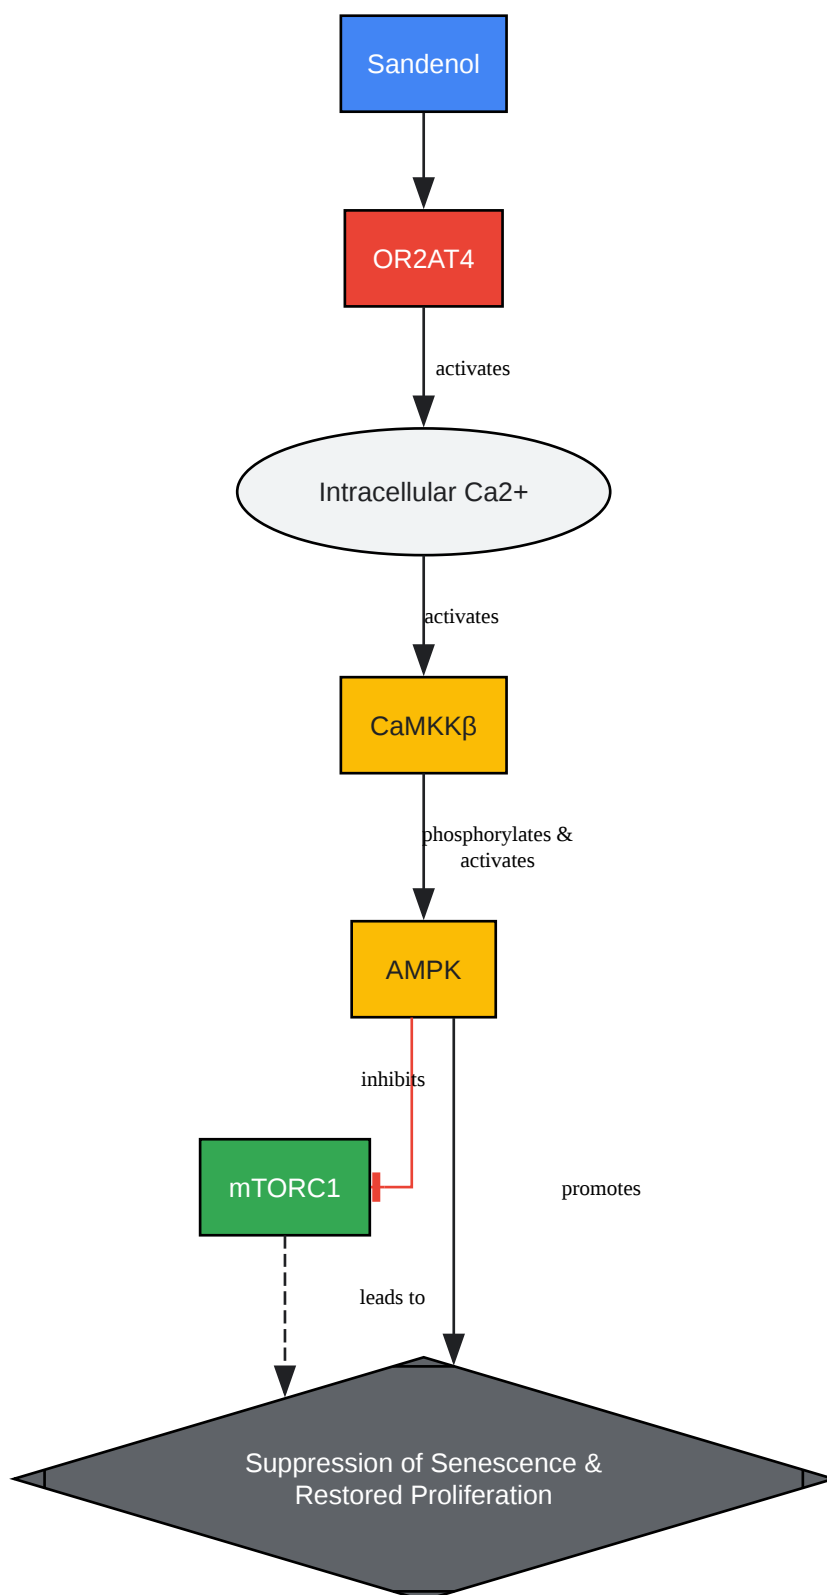 Sandenol
OR2AT4
activates
Intracellular Ca2+
activates
CaMKKβ
phosphorylates &
activates
AMPK
inhibits
mTORC1
promotes
leads to
Suppression of Senescence &
Restored Proliferation